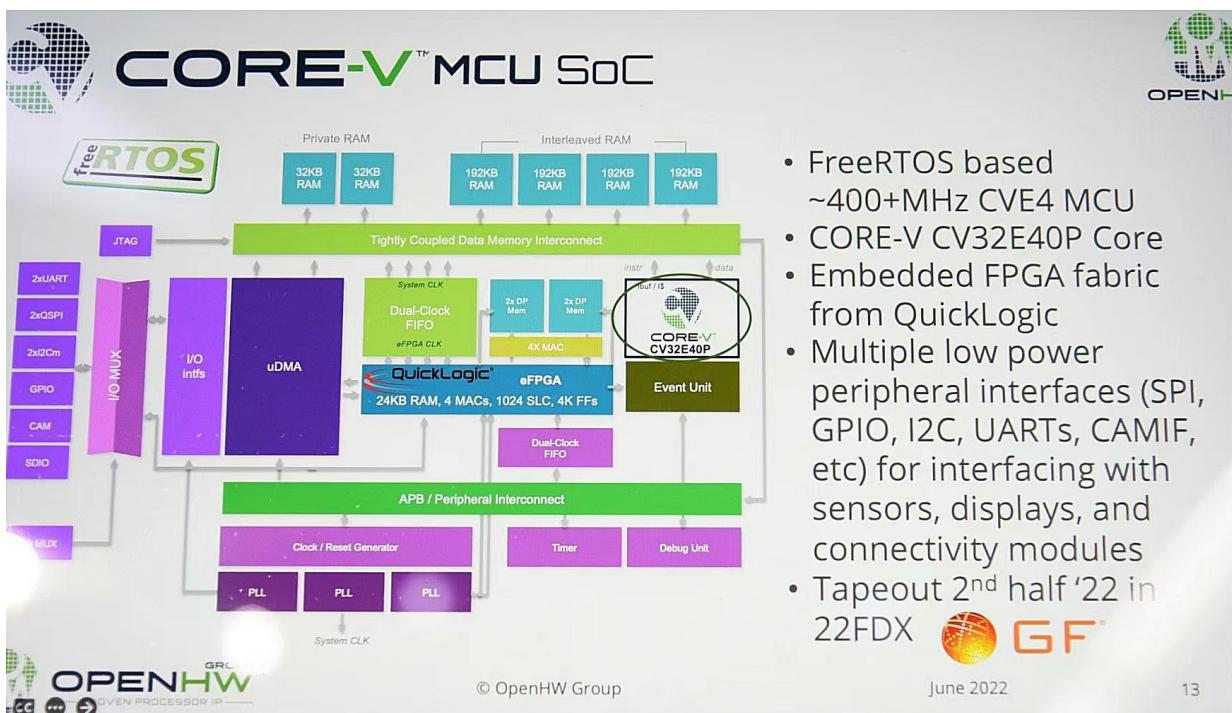 CORE-V™ MCU SoC
OPENH
free RTOS
Private RAM
Interleaved RAM
32KB RAM
32KB RAM
192KB RAM
192KB RAM
192KB RAM
192KB RAM
JTAG
Tightly Coupled Data Memory Interconnect
2xUART
2xQSPI
2xI2Cm
GPIO
CAM
SDIO
I/O MUX
I/O intfs
uDMA
System CLK
Dual-Clock FIFO
eFPGA CLK
2x DP Mem
2x DP Mem
4X MAC
instr
data
ibuf / I$
CORE-V™
CV32E40P
QuickLogic® eFPGA
24KB RAM, 4 MACs, 1024 SLC, 4K FFs
Event Unit
Dual-Clock FIFO
APB / Peripheral Interconnect
MUX
Clock / Reset Generator
Timer
Debug Unit
PLL
PLL
PLL
System CLK
• FreeRTOS based
~400+MHz CVE4 MCU
• CORE-V CV32E40P Core
• Embedded FPGA fabric
from QuickLogic
• Multiple low power
peripheral interfaces (SPI,
GPIO, I2C, UARTs, CAMIF,
etc) for interfacing with
sensors, displays, and
connectivity modules
• Tapeout 2nd half ‘22 in
22FDX GF
OPENHW
PROCESSOR IP
© OpenHW Group
June 2022
13